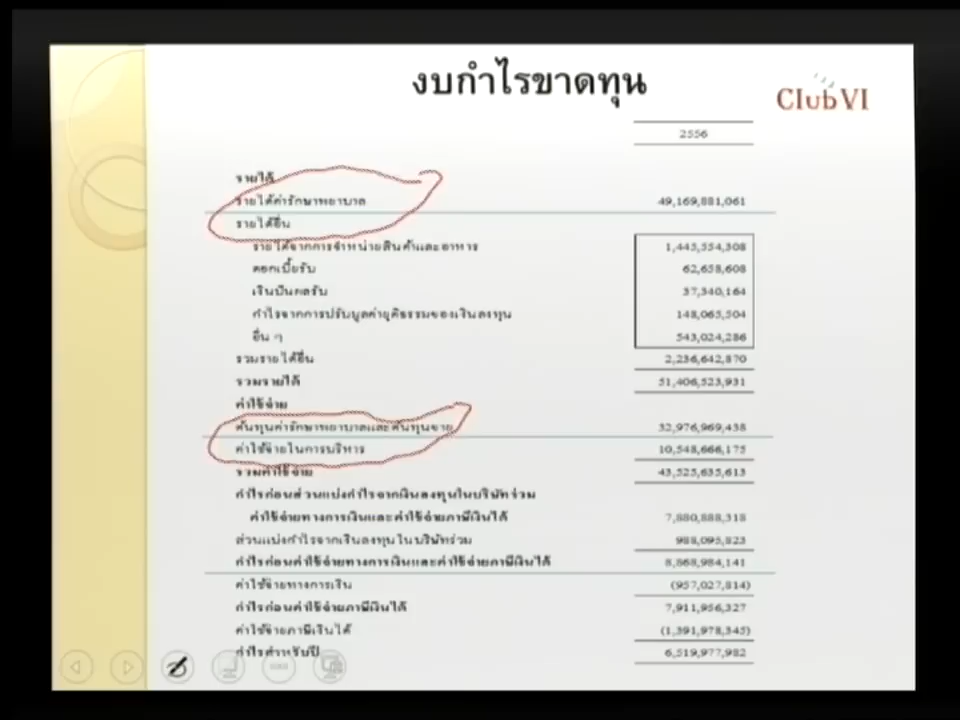 งบกำไรขาดทุน
ClubVI
2556
รายได้
รายได้ค่ารักษาพยาบาล 49,169,881,061
รายได้อื่น
รายได้จากการจำหน่ายสินค้าและอาหาร 1,445,554,308
ดอกเบี้ยรับ 62,658,608
เงินปันผลรับ 37,340,164
กำไรจากการปรับมูลค่ายุติธรรมของเงินลงทุน 148,065,504
อื่น ๆ 543,024,286
รวมรายได้อื่น 2,236,642,870
รวมรายได้ 51,406,523,931
ค่าใช้จ่าย
ต้นทุนค่ารักษาพยาบาลและต้นทุนขาย 32,976,969,438
ค่าใช้จ่ายในการบริหาร 10,548,666,175
รวมค่าใช้จ่าย 43,525,635,613
กำไรก่อนส่วนแบ่งกำไรจากเงินลงทุนในบริษัทร่วม
ค่าใช้จ่ายทางการเงินและค่าใช้จ่ายภาษีเงินได้ 7,880,888,318
ส่วนแบ่งกำไรจากเงินลงทุนในบริษัทร่วม 988,095,823
กำไรก่อนค่าใช้จ่ายทางการเงินและค่าใช้จ่ายภาษีเงินได้ 8,868,984,141
ค่าใช้จ่ายทางการเงิน (957,027,814)
กำไรก่อนค่าใช้จ่ายภาษีเงินได้ 7,911,956,327
ค่าใช้จ่ายภาษีเงินได้ (1,391,978,345)
กำไรสำหรับปี 6,519,977,982